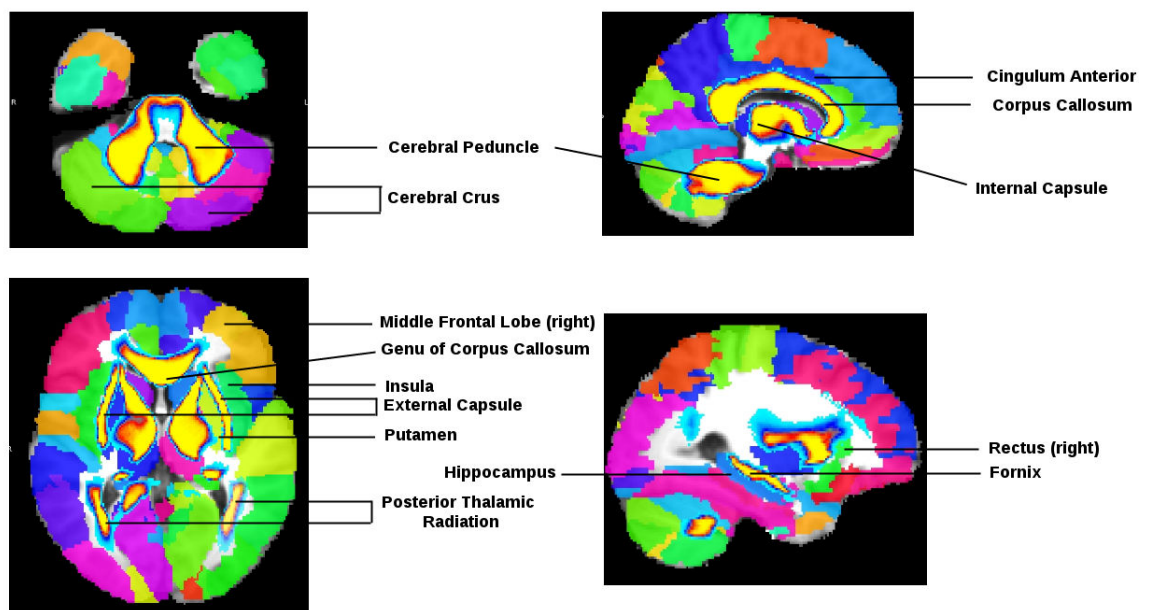 R
L
Cerebral Peduncle
Cerebral Crus
Cingulum Anterior
Corpus Callosum
Internal Capsule
R
Middle Frontal Lobe (right)
Genu of Corpus Callosum
Insula
External Capsule
Putamen
Hippocampus
Posterior Thalamic
Radiation
Rectus (right)
Fornix